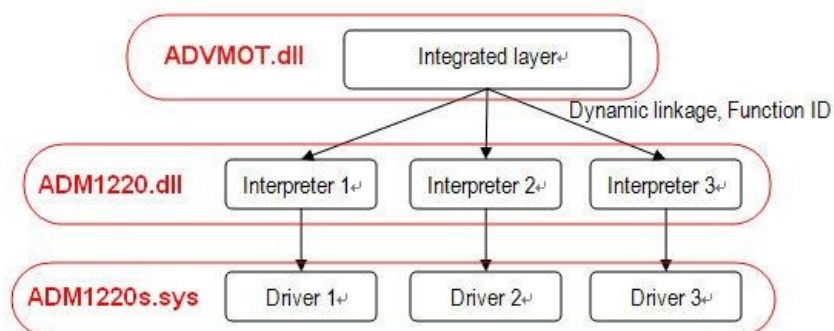 ADVMOT.dll Integrated layer↵
Dynamic linkage, Function ID
ADM1220.dll Interpreter 1↵ Interpreter 2↵ Interpreter 3↵
ADM1220s.sys Driver 1↵ Driver 2↵ Driver 3↵